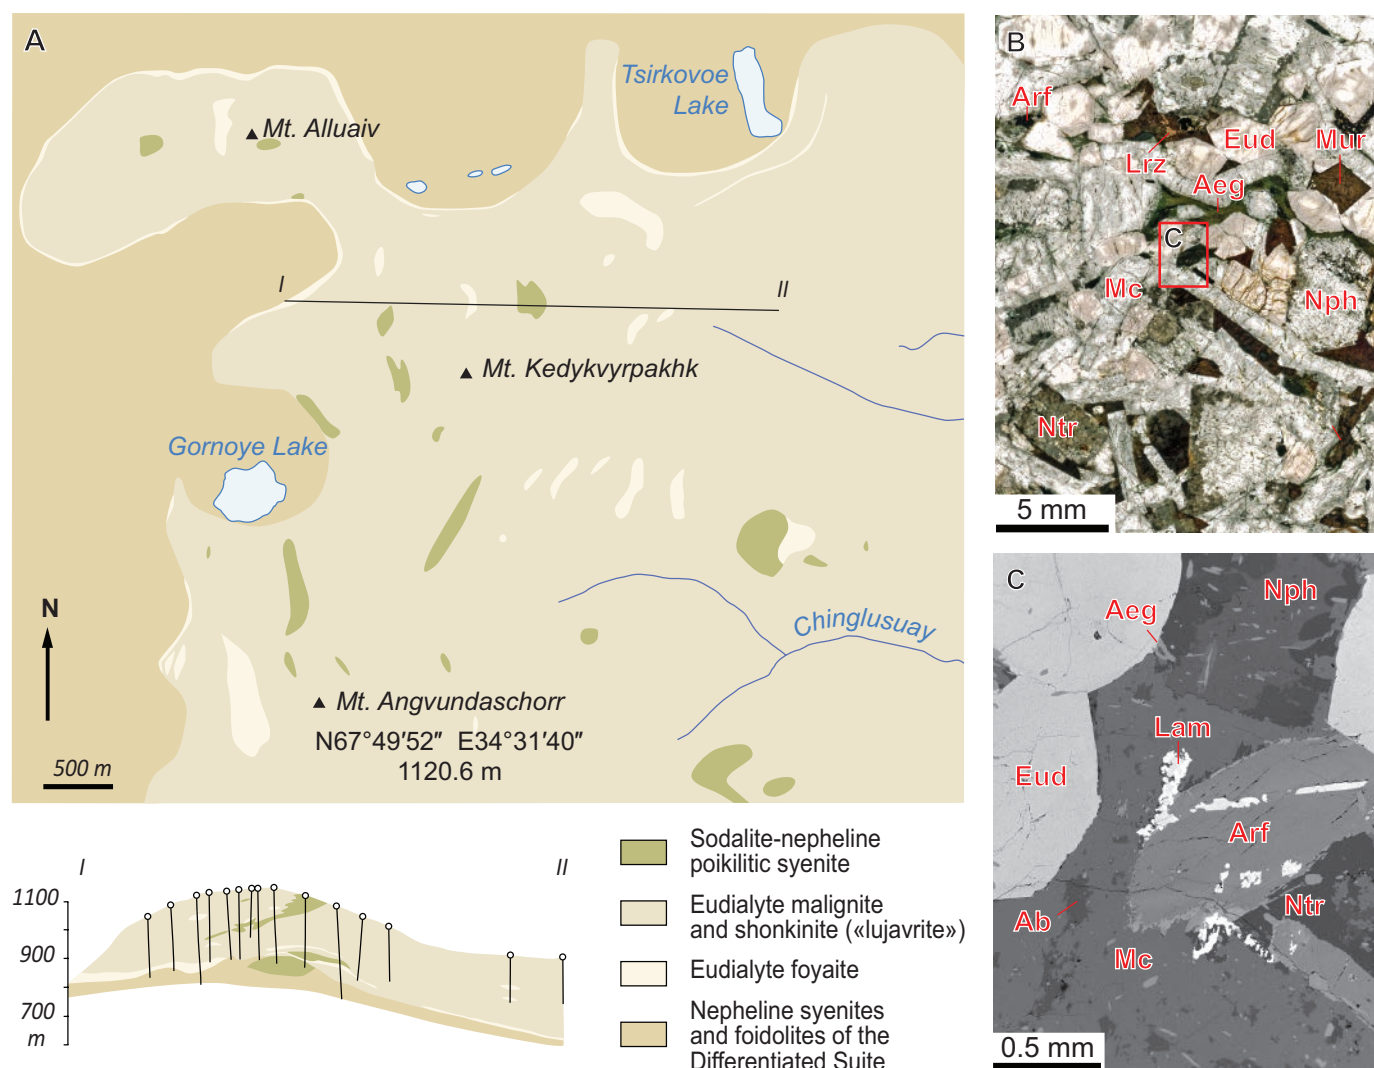 A
Tsirkovoe
Lake
Mt. Alluaiv
I
II
Mt. Kedykvyrpakhk
Gornoye Lake
N
Chinglusuay
Mt. Angvundaschorr
N67°49′52″ E34°31′40″
1120.6 m
500 m
I
II
1100
900
700
m
Sodalite-nepheline
poikilitic syenite
Eudialyte malignite
and shonkinite («lujavrite»)
Eudialyte foyaite
Nepheline syenites
and foidolites of the
Differentiated Suite
B
Arf
Lrz
Eud
Mur
Aeg
C
Mc
Nph
Ntr
5 mm
C
Nph
Aeg
Lam
Eud
Arf
Ab
Ntr
Mc
0.5 mm